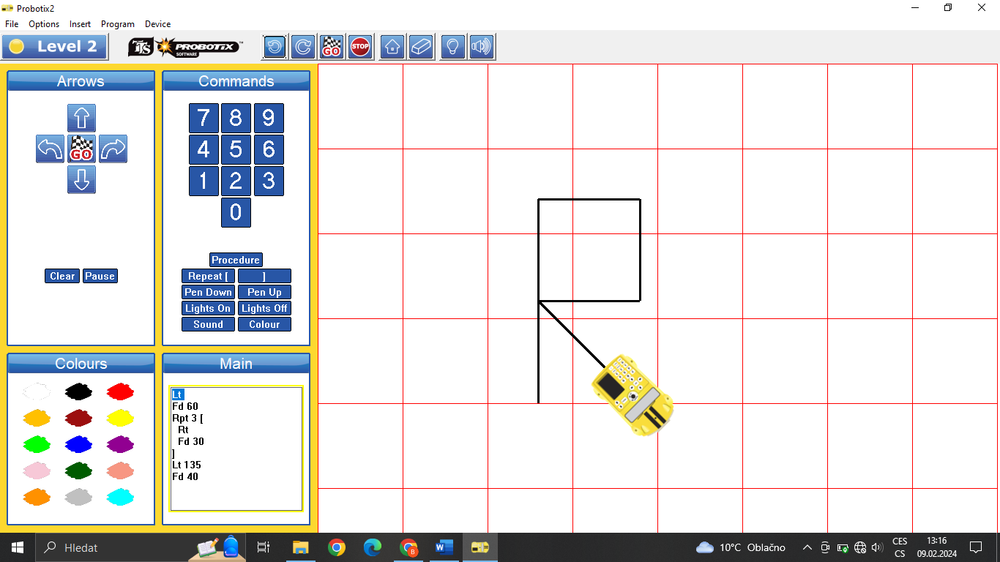 Probotix2
File Options Insert Program Device
Level 2
TTS PROBOTIX™
SOFTWARE
GO
STOP
Arrows
Commands
GO
7 8 9
4 5 6
1 2 3
0
Procedure
Clear Pause
Repeat [ ]
Pen Down Pen Up
Lights On Lights Off
Sound Colour
Colours
Main
Lt
Fd 60
Rpt 3 [
Rt
Fd 30
]
Lt 135
Fd 40
Hledat
10°C Oblačno
CES
CS
13:16
09.02.2024